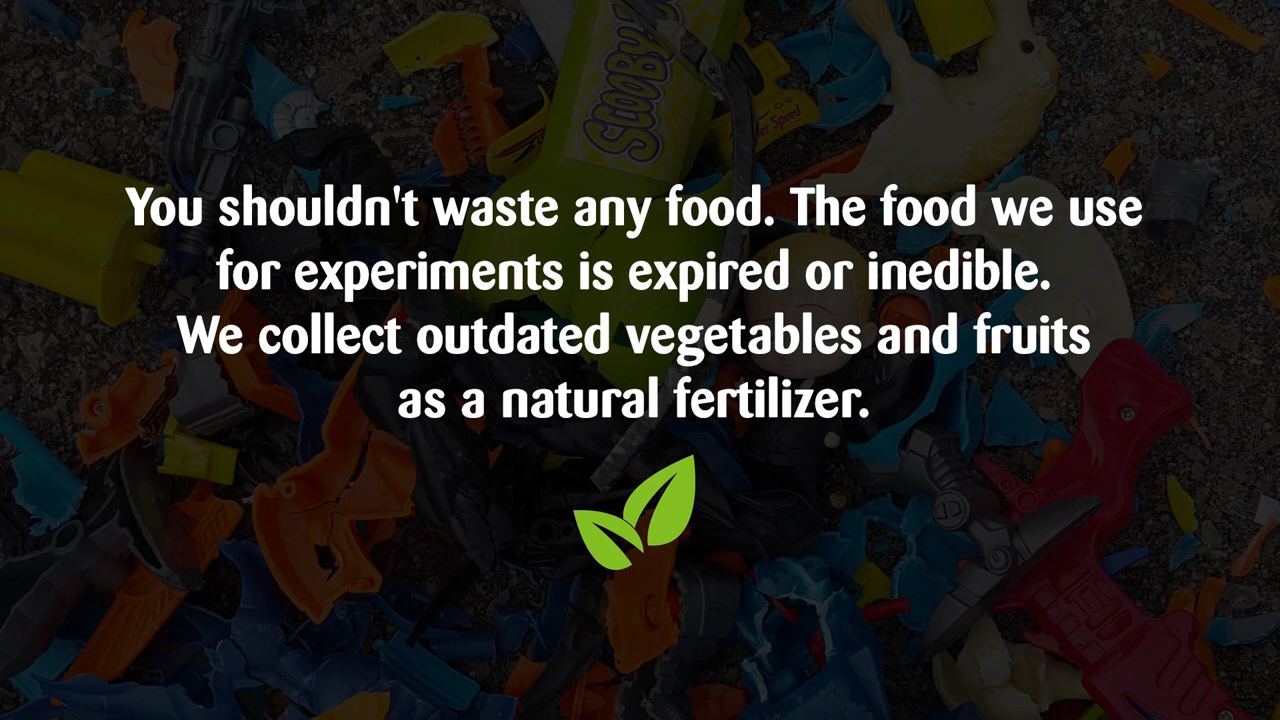 SCOOBY
You shouldn't waste any food. The food we use
for experiments is expired or inedible.
We collect outdated vegetables and fruits
as a natural fertilizer.